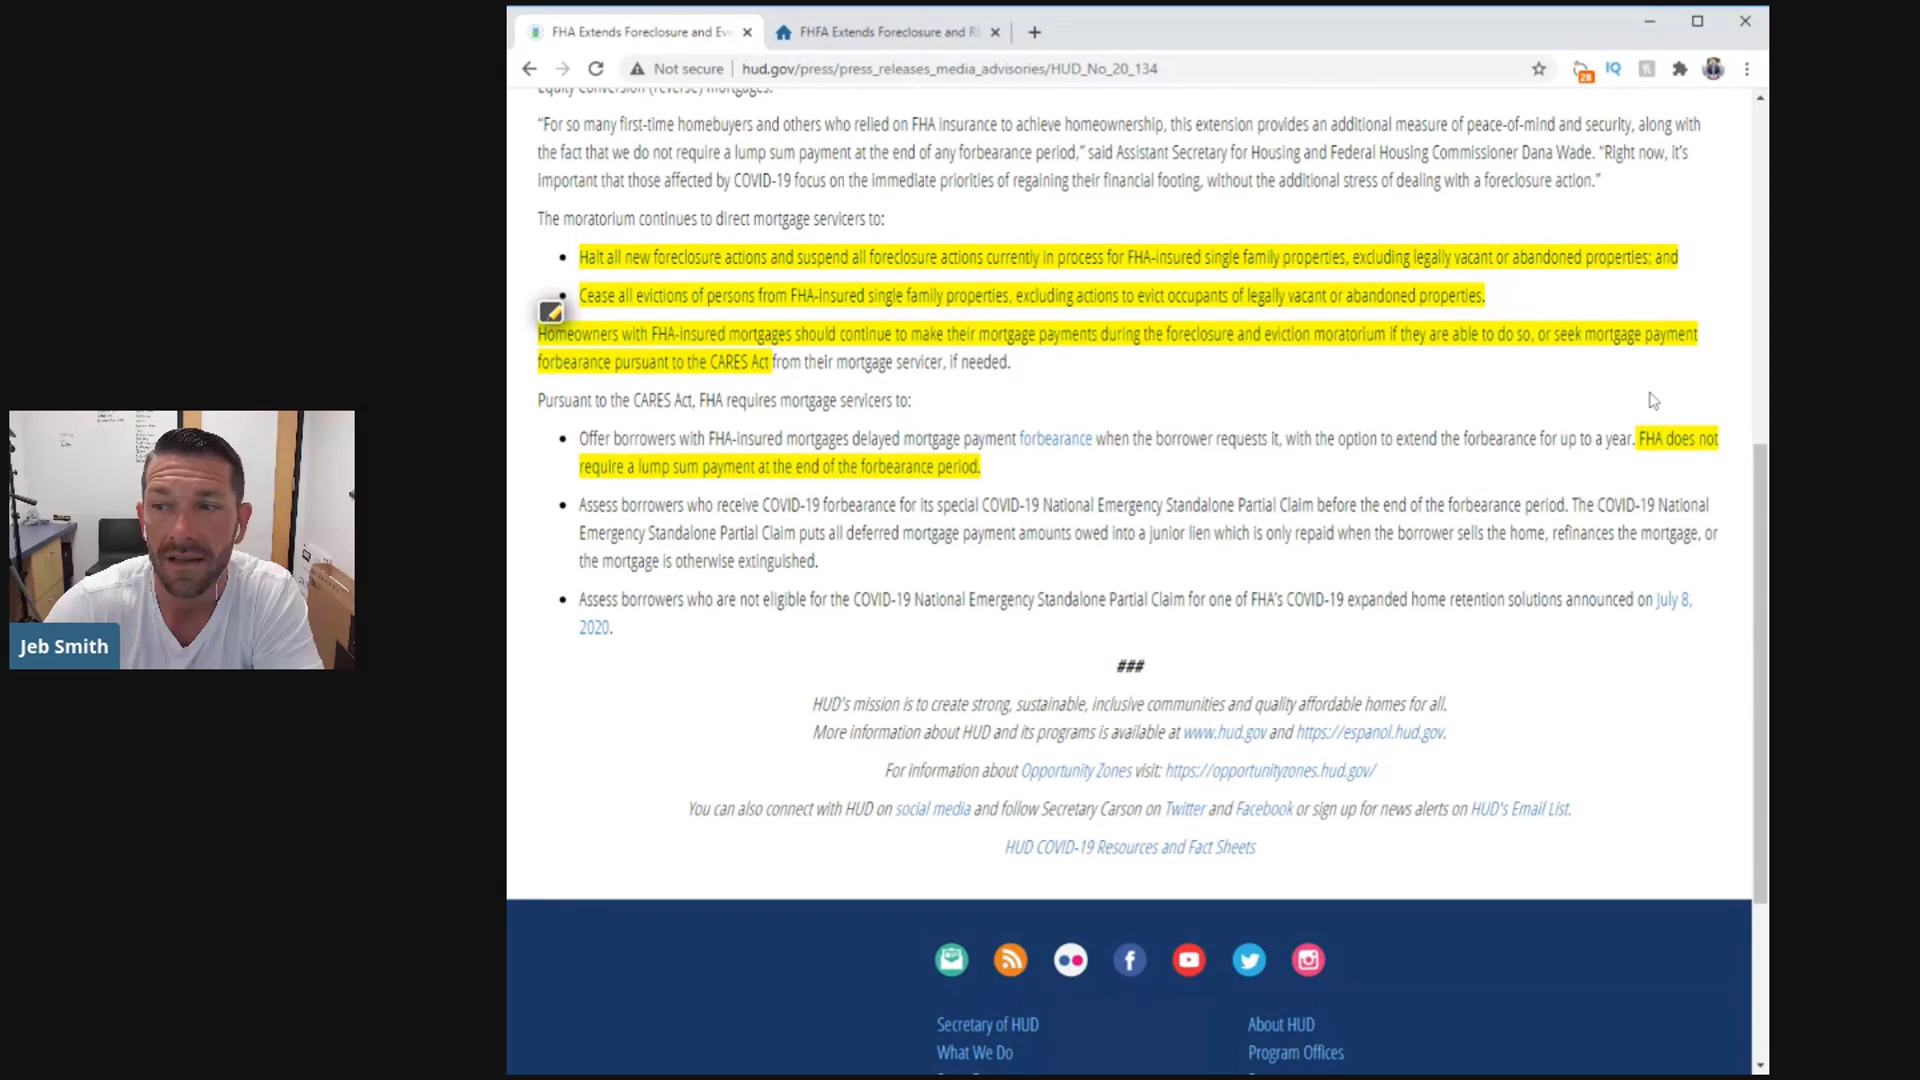 FHA Extends Foreclosure and Evi
FHFA Extends Foreclosure and R
Not secure
hud.gov/press/press_releases_media_advisories/HUD_No_20_134
28
IQ
Equity Conversion (reverse) mortgages.
“For so many first-time homebuyers and others who relied on FHA insurance to achieve homeownership, this extension provides an additional measure of peace-of-mind and security, along with
the fact that we do not require a lump sum payment at the end of any forbearance period,” said Assistant Secretary for Housing and Federal Housing Commissioner Dana Wade. “Right now, it’s
important that those affected by COVID-19 focus on the immediate priorities of regaining their financial footing, without the additional stress of dealing with a foreclosure action.”
The moratorium continues to direct mortgage servicers to:
• Halt all new foreclosure actions and suspend all foreclosure actions currently in process for FHA-insured single family properties, excluding legally vacant or abandoned properties; and
• Cease all evictions of persons from FHA-insured single family properties, excluding actions to evict occupants of legally vacant or abandoned properties.
Homeowners with FHA-insured mortgages should continue to make their mortgage payments during the foreclosure and eviction moratorium if they are able to do so, or seek mortgage payment
forbearance pursuant to the CARES Act from their mortgage servicer, if needed.
Pursuant to the CARES Act, FHA requires mortgage servicers to:
• Offer borrowers with FHA-insured mortgages delayed mortgage payment forbearance when the borrower requests it, with the option to extend the forbearance for up to a year. FHA does not
require a lump sum payment at the end of the forbearance period.
• Assess borrowers who receive COVID-19 forbearance for its special COVID-19 National Emergency Standalone Partial Claim before the end of the forbearance period. The COVID-19 National
Emergency Standalone Partial Claim puts all deferred mortgage payment amounts owed into a junior lien which is only repaid when the borrower sells the home, refinances the mortgage, or
the mortgage is otherwise extinguished.
• Assess borrowers who are not eligible for the COVID-19 National Emergency Standalone Partial Claim for one of FHA’s COVID-19 expanded home retention solutions announced on July 8,
2020.
###
HUD's mission is to create strong, sustainable, inclusive communities and quality affordable homes for all.
More information about HUD and its programs is available at www.hud.gov and https://espanol.hud.gov.
For information about Opportunity Zones visit: https://opportunityzones.hud.gov/
You can also connect with HUD on social media and follow Secretary Carson on Twitter and Facebook or sign up for news alerts on HUD's Email List.
HUD COVID-19 Resources and Fact Sheets
Secretary of HUD
About HUD
What We Do
Program Offices
Jeb Smith